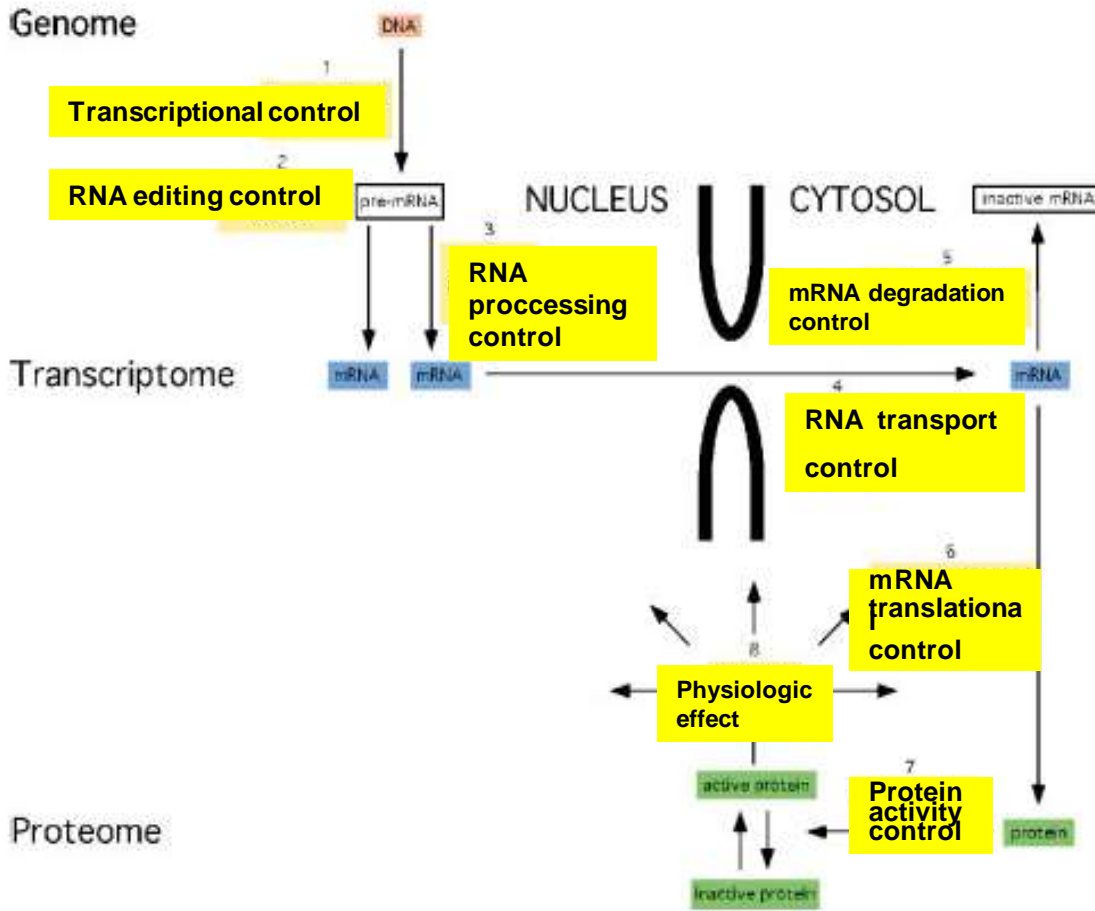 Genome
DNA
1
Transcriptional control
2
RNA editing control
pre-mRNA
NUCLEUS
CYTOSOL
inactive mRNA
3
RNA
proccessing
control
5
mRNA degradation
control
Transcriptome
mRNA
mRNA
mRNA
4
RNA transport
control
6
mRNA
translational
control
8
Physiologic
effect
active protein
7
Protein
activity
control
Proteome
protein
inactive protein